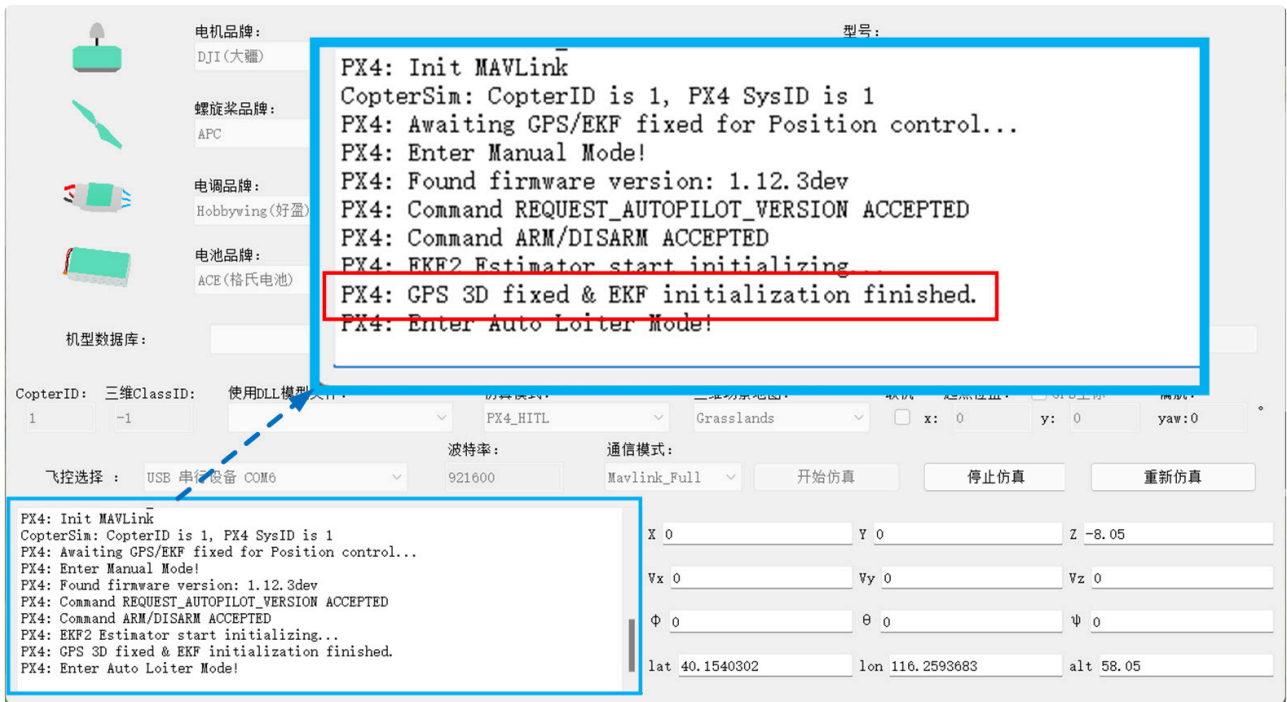 电机品牌:
型号:
DJI(大疆)
螺旋桨品牌:
APC
电调品牌:
Hobbywing(好盈)
电池品牌:
ACE(格氏电池)
机型数据库:
PX4: Init MAVLink
CopterSim: CopterID is 1, PX4 SysID is 1
PX4: Awaiting GPS/EKF fixed for Position control...
PX4: Enter Manual Mode!
PX4: Found firmware version: 1.12.3dev
PX4: Command REQUEST_AUTOPILOT_VERSION ACCEPTED
PX4: Command ARM/DISARM ACCEPTED
PX4: EKF2 Estimator start initializing...
PX4: GPS 3D fixed & EKF initialization finished.
PX4: Enter Auto Loiter Mode!
CopterID: 三维ClassID: 使用DLL模型文件:
1 -1 PX4_HITL Grasslands x: 0 y: 0 yaw:0 °
波特率: 通信模式:
飞控选择 : USB 串行设备 COM6 921600 Mavlink_Full 开始仿真 停止仿真 重新仿真
PX4: Init MAVLink
CopterSim: CopterID is 1, PX4 SysID is 1
PX4: Awaiting GPS/EKF fixed for Position control...
PX4: Enter Manual Mode!
PX4: Found firmware version: 1.12.3dev
PX4: Command REQUEST_AUTOPILOT_VERSION ACCEPTED
PX4: Command ARM/DISARM ACCEPTED
PX4: EKF2 Estimator start initializing...
PX4: GPS 3D fixed & EKF initialization finished.
PX4: Enter Auto Loiter Mode!
X 0 Y 0 Z -8.05
Vx 0 Vy 0 Vz 0
Φ 0 θ 0 ψ 0
lat 40.1540302 lon 116.2593683 alt 58.05